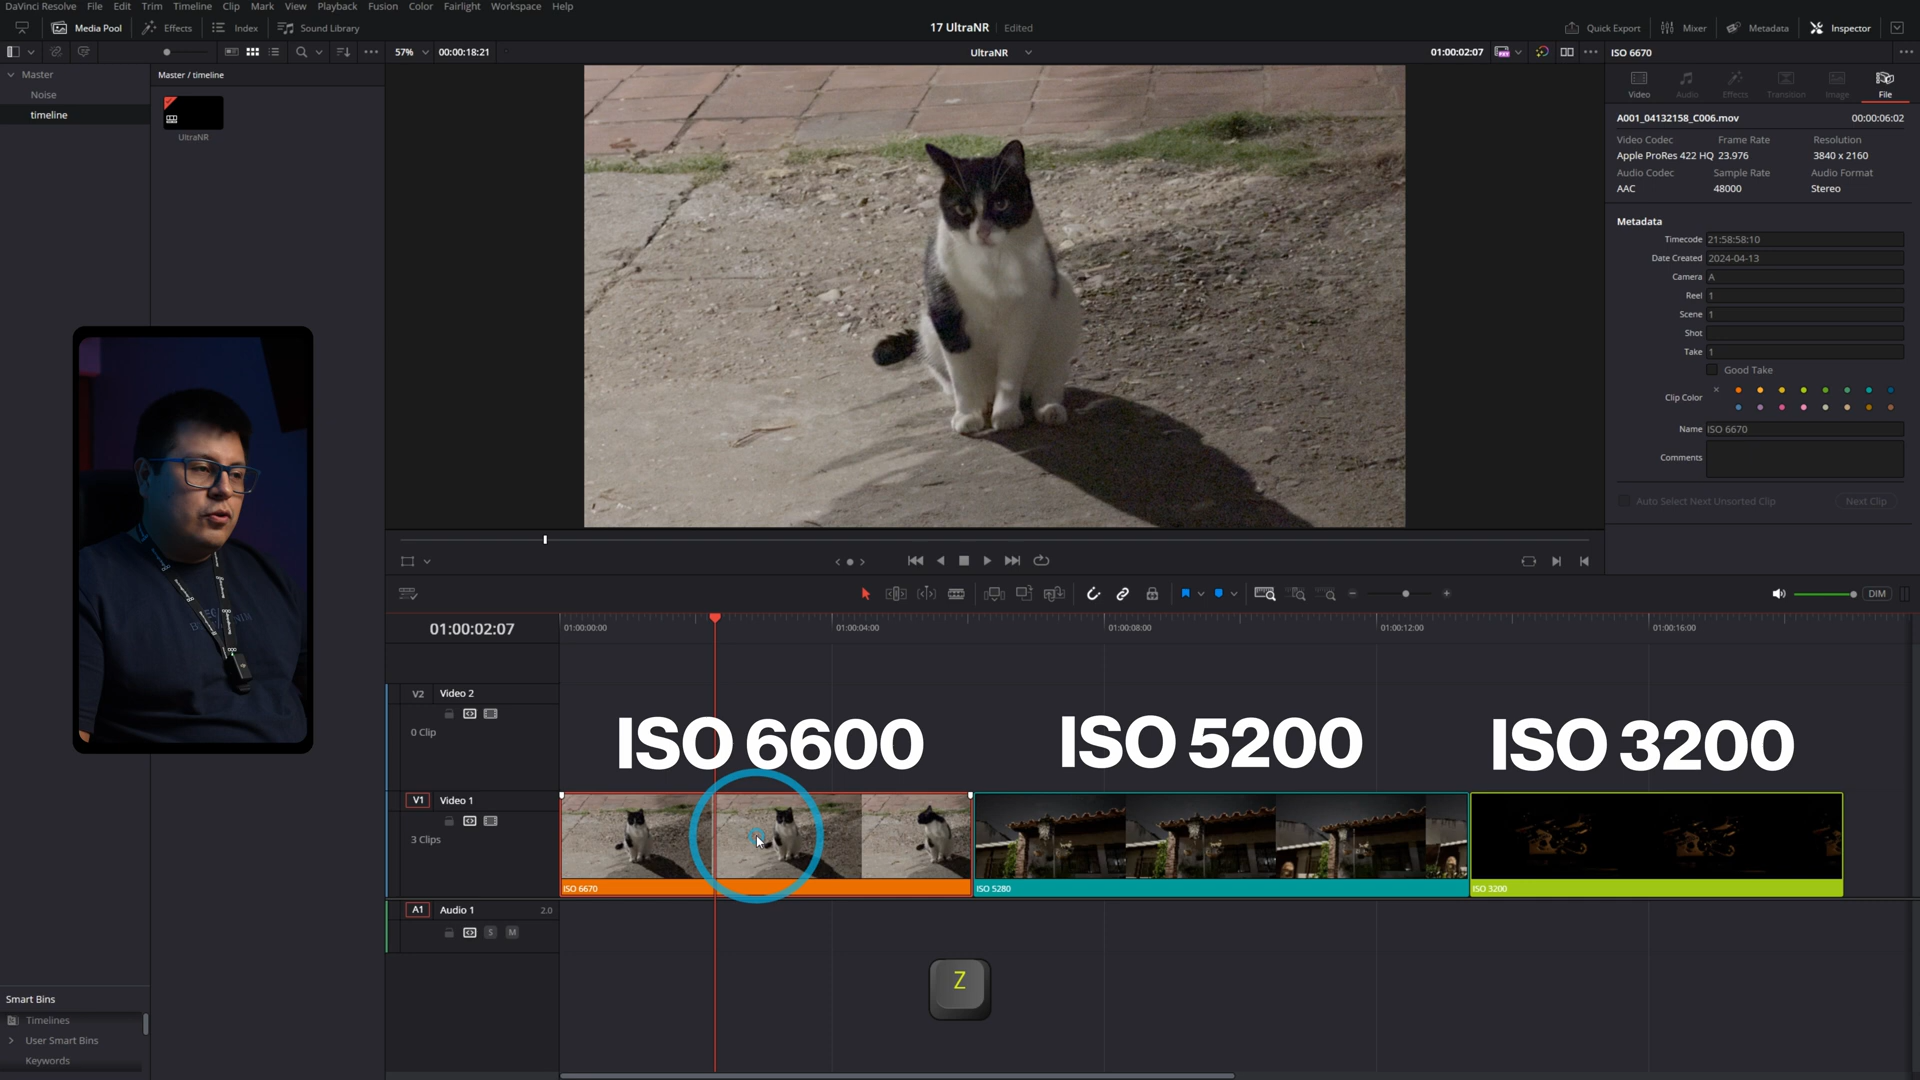 DaVinci Resolve File Edit Trim Timeline Clip Mark View Playback Fusion Color Fairlight Workspace Help
Media Pool Effects Index Sound Library 17 UltraNR Edited Quick Export Mixer Metadata Inspector
57% 00:00:18:21 UltraNR 01:00:02:07 ISO 6670
Master
Noise
timeline
Master / timeline
UltraNR
Video Audio Effects Transition Image File
A001_04132158_C006.mov 00:00:06:02
Video Codec Frame Rate Resolution
Apple ProRes 422 HQ 23.976 3840 x 2160
Audio Codec Sample Rate Audio Format
AAC 48000 Stereo
Metadata
Timecode 21:58:58:10
Date Created 2024-04-13
Camera A
Reel 1
Scene 1
Shot
Take 1
Good Take
Clip Color
Name ISO 6670
Comments
Auto Select Next Unsorted Clip Next Clip
DIM
01:00:02:07 01:00:00:00 01:00:04:00 01:00:08:00 01:00:12:00 01:00:16:00
V2 Video 2
0 Clip
ISO 6600 ISO 5200 ISO 3200
V1 Video 1
3 Clips
ISO 6670 ISO 5280 ISO 3200
A1 Audio 1 2.0
S M
Z
Smart Bins
Timelines
User Smart Bins
Keywords